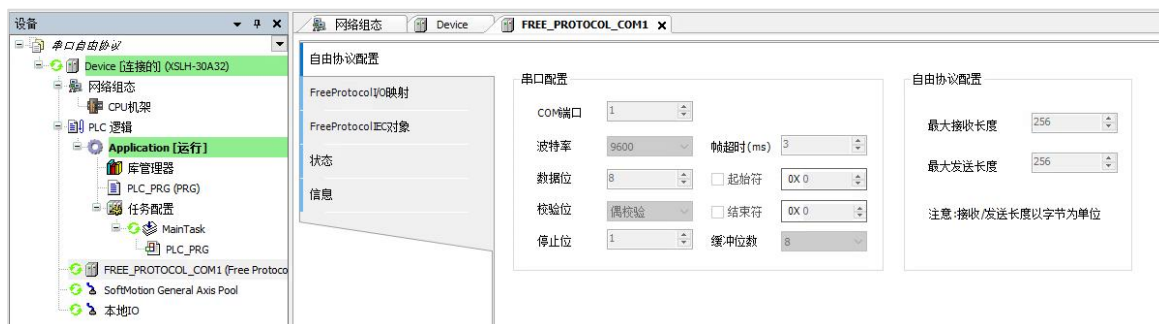 设备
串口自由协议
Device [连接的] (XSLH-30A32)
网络组态
CPU机架
PLC 逻辑
Application [运行]
库管理器
PLC_PRG (PRG)
任务配置
MainTask
PLC_PRG
FREE_PROTOCOL_COM1 (Free Protoco
SoftMotion General Axis Pool
本地IO
网络组态
Device
FREE_PROTOCOL_COM1
自由协议配置
FreeProtocolI/O映射
FreeProtocolIEC对象
状态
信息
串口配置
COM端口 1
波特率 9600 帧超时(ms) 3
数据位 8 起始符 0X 0
校验位 偶校验 结束符 0X 0
停止位 1 缓冲位数 8
自由协议配置
最大接收长度 256
最大发送长度 256
注意:接收/发送长度以字节为单位